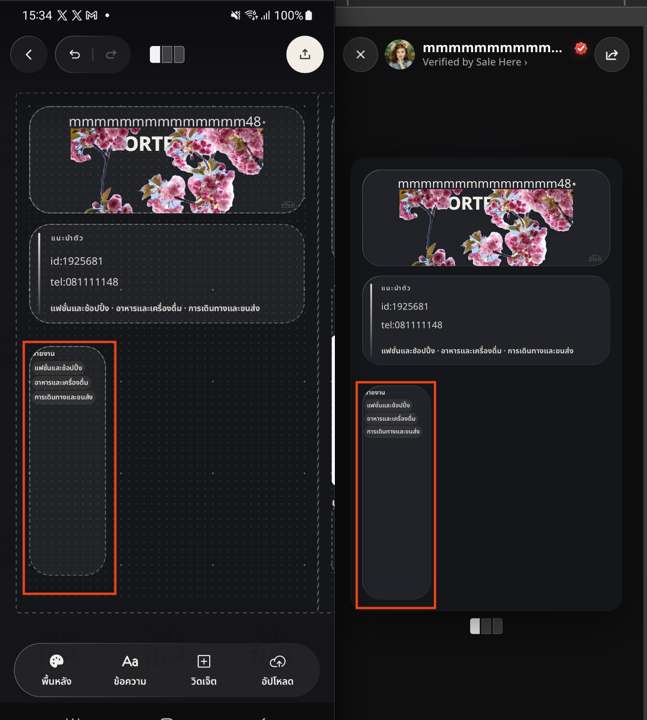 15:34
100%
mmmmmmmmmmmmmmm48
ORTE
แนะนำตัว
id:1925681
tel:081111148
แฟชั่นและช้อปปิ้ง · อาหารและเครื่องดื่ม · การเดินทางและขนส่ง
ายงาน
แฟชั่นและช้อปปิ้ง
อาหารและเครื่องดื่ม
การเดินทางและขนส่ง
พื้นหลัง
ข้อความ
วิดเจ็ต
อัปโหลด
mmmmmmmmmm...
Verified by Sale Here ›
mmmmmmmmmmmmmmm48
ORTE
แนะนำตัว
id:1925681
tel:081111148
แฟชั่นและช้อปปิ้ง · อาหารและเครื่องดื่ม · การเดินทางและขนส่ง
ายงาน
แฟชั่นและช้อปปิ้ง
อาหารและเครื่องดื่ม
การเดินทางและขนส่ง